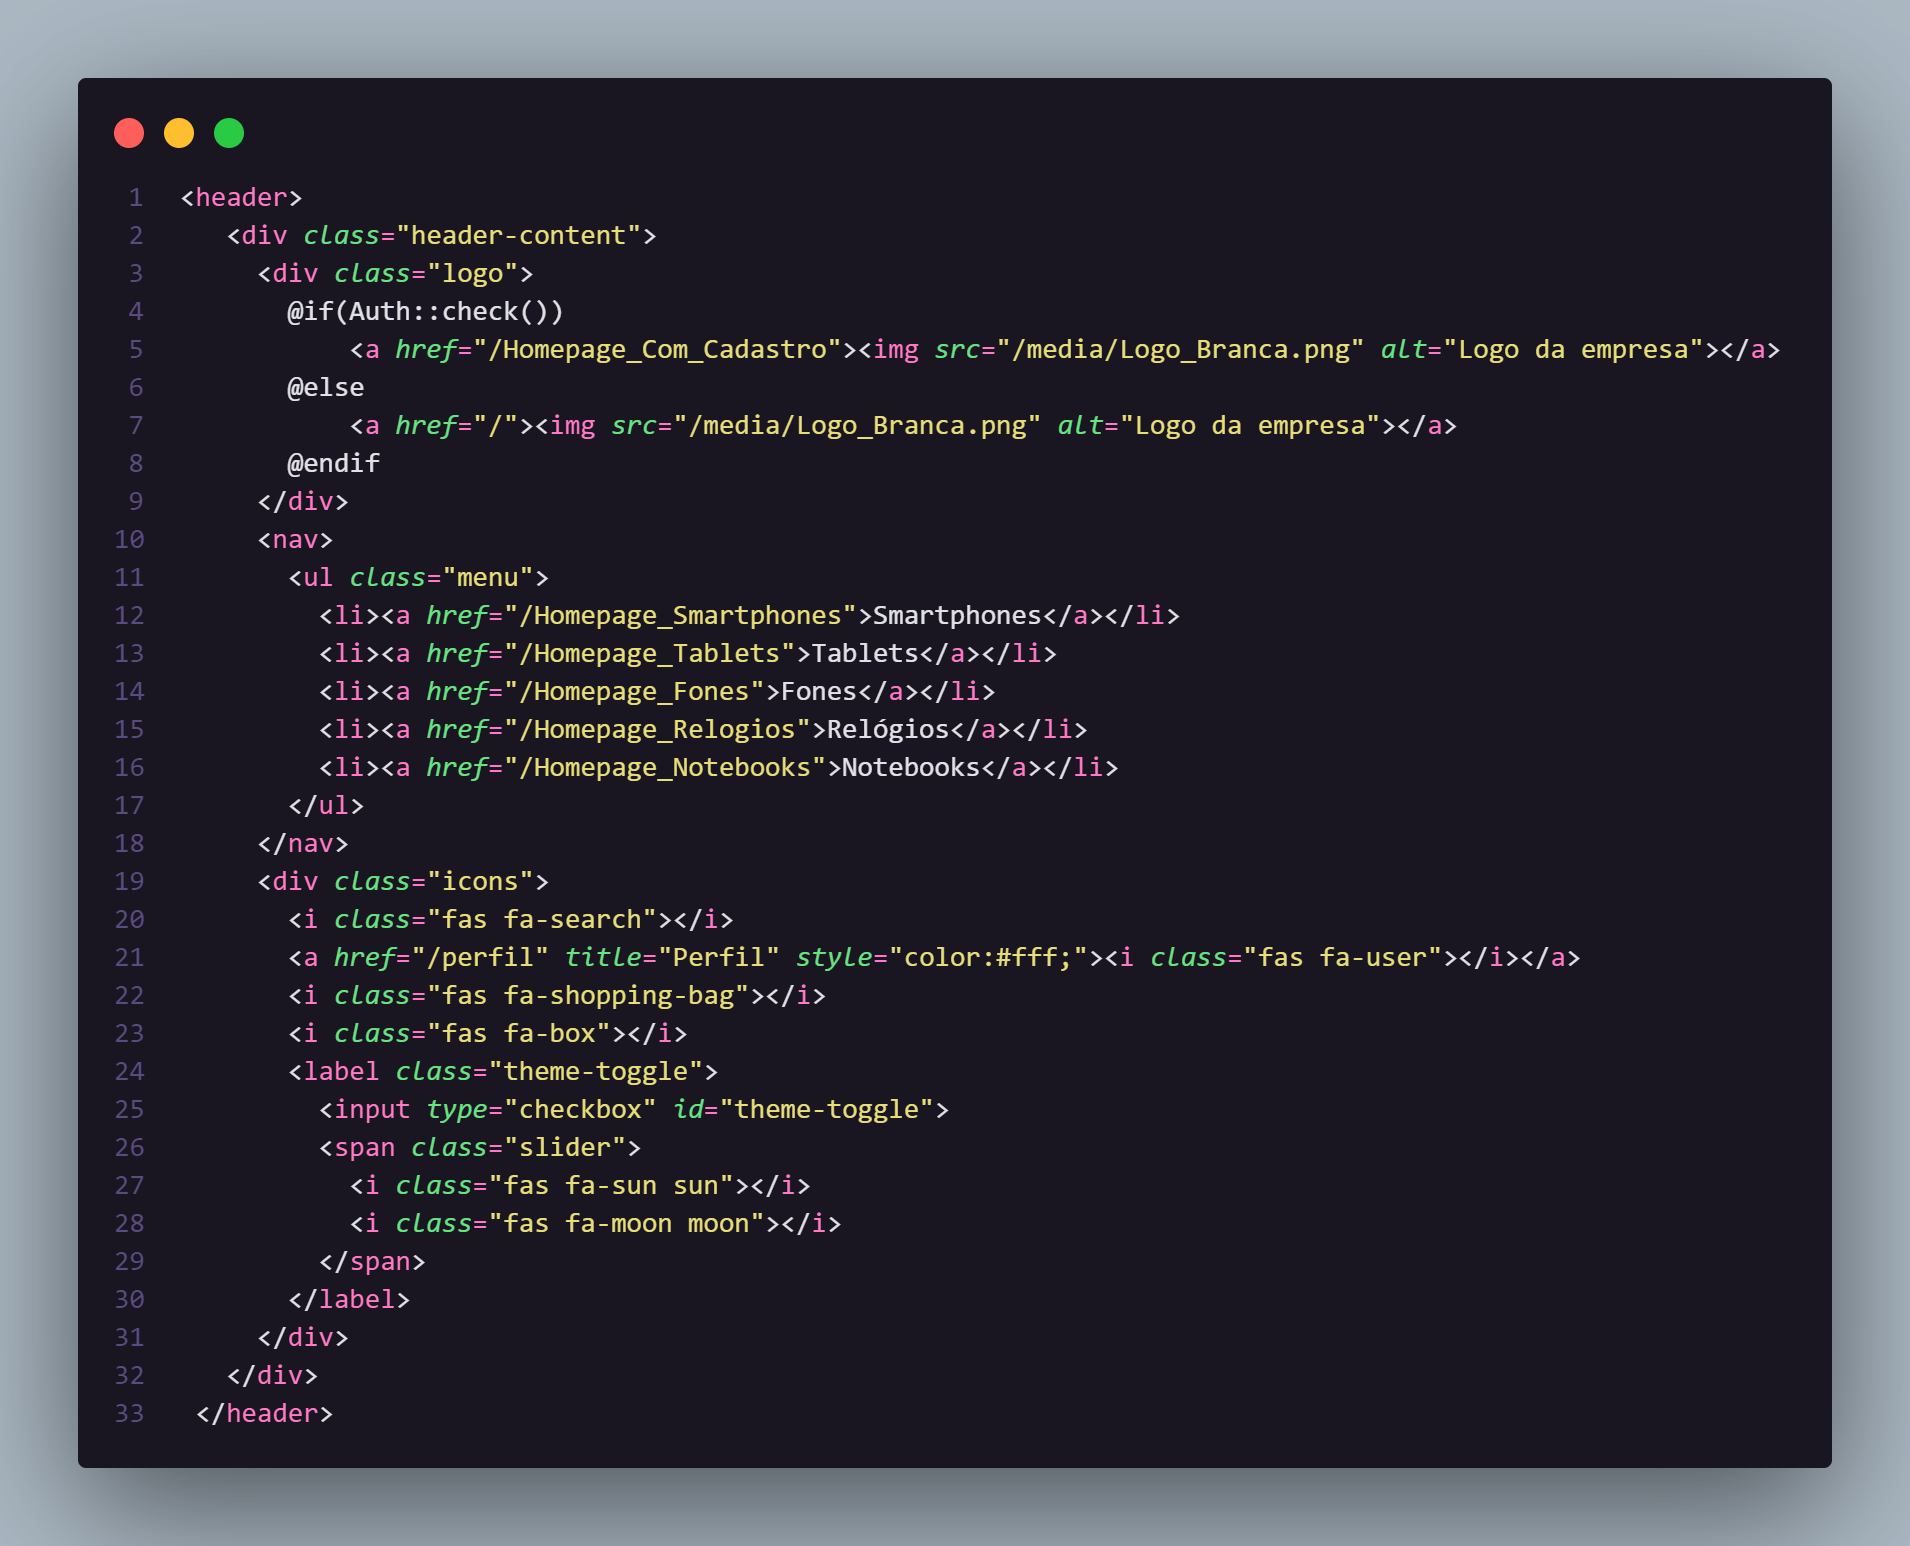 1 <header>
2    <div class="header-content">
3      <div class="logo">
4        @if(Auth::check())
5            <a href="/Homepage_Com_Cadastro"><img src="/media/Logo_Branca.png" alt="Logo da empresa"></a>
6        @else
7            <a href="/"><img src="/media/Logo_Branca.png" alt="Logo da empresa"></a>
8        @endif
9      </div>
10      <nav>
11        <ul class="menu">
12          <li><a href="/Homepage_Smartphones">Smartphones</a></li>
13          <li><a href="/Homepage_Tablets">Tablets</a></li>
14          <li><a href="/Homepage_Fones">Fones</a></li>
15          <li><a href="/Homepage_Relogios">Relógios</a></li>
16          <li><a href="/Homepage_Notebooks">Notebooks</a></li>
17        </ul>
18      </nav>
19      <div class="icons">
20        <i class="fas fa-search"></i>
21        <a href="/perfil" title="Perfil" style="color:#fff;"><i class="fas fa-user"></i></a>
22        <i class="fas fa-shopping-bag"></i>
23        <i class="fas fa-box"></i>
24        <label class="theme-toggle">
25          <input type="checkbox" id="theme-toggle">
26          <span class="slider">
27            <i class="fas fa-sun sun"></i>
28            <i class="fas fa-moon moon"></i>
29          </span>
30        </label>
31      </div>
32    </div>
33  </header>